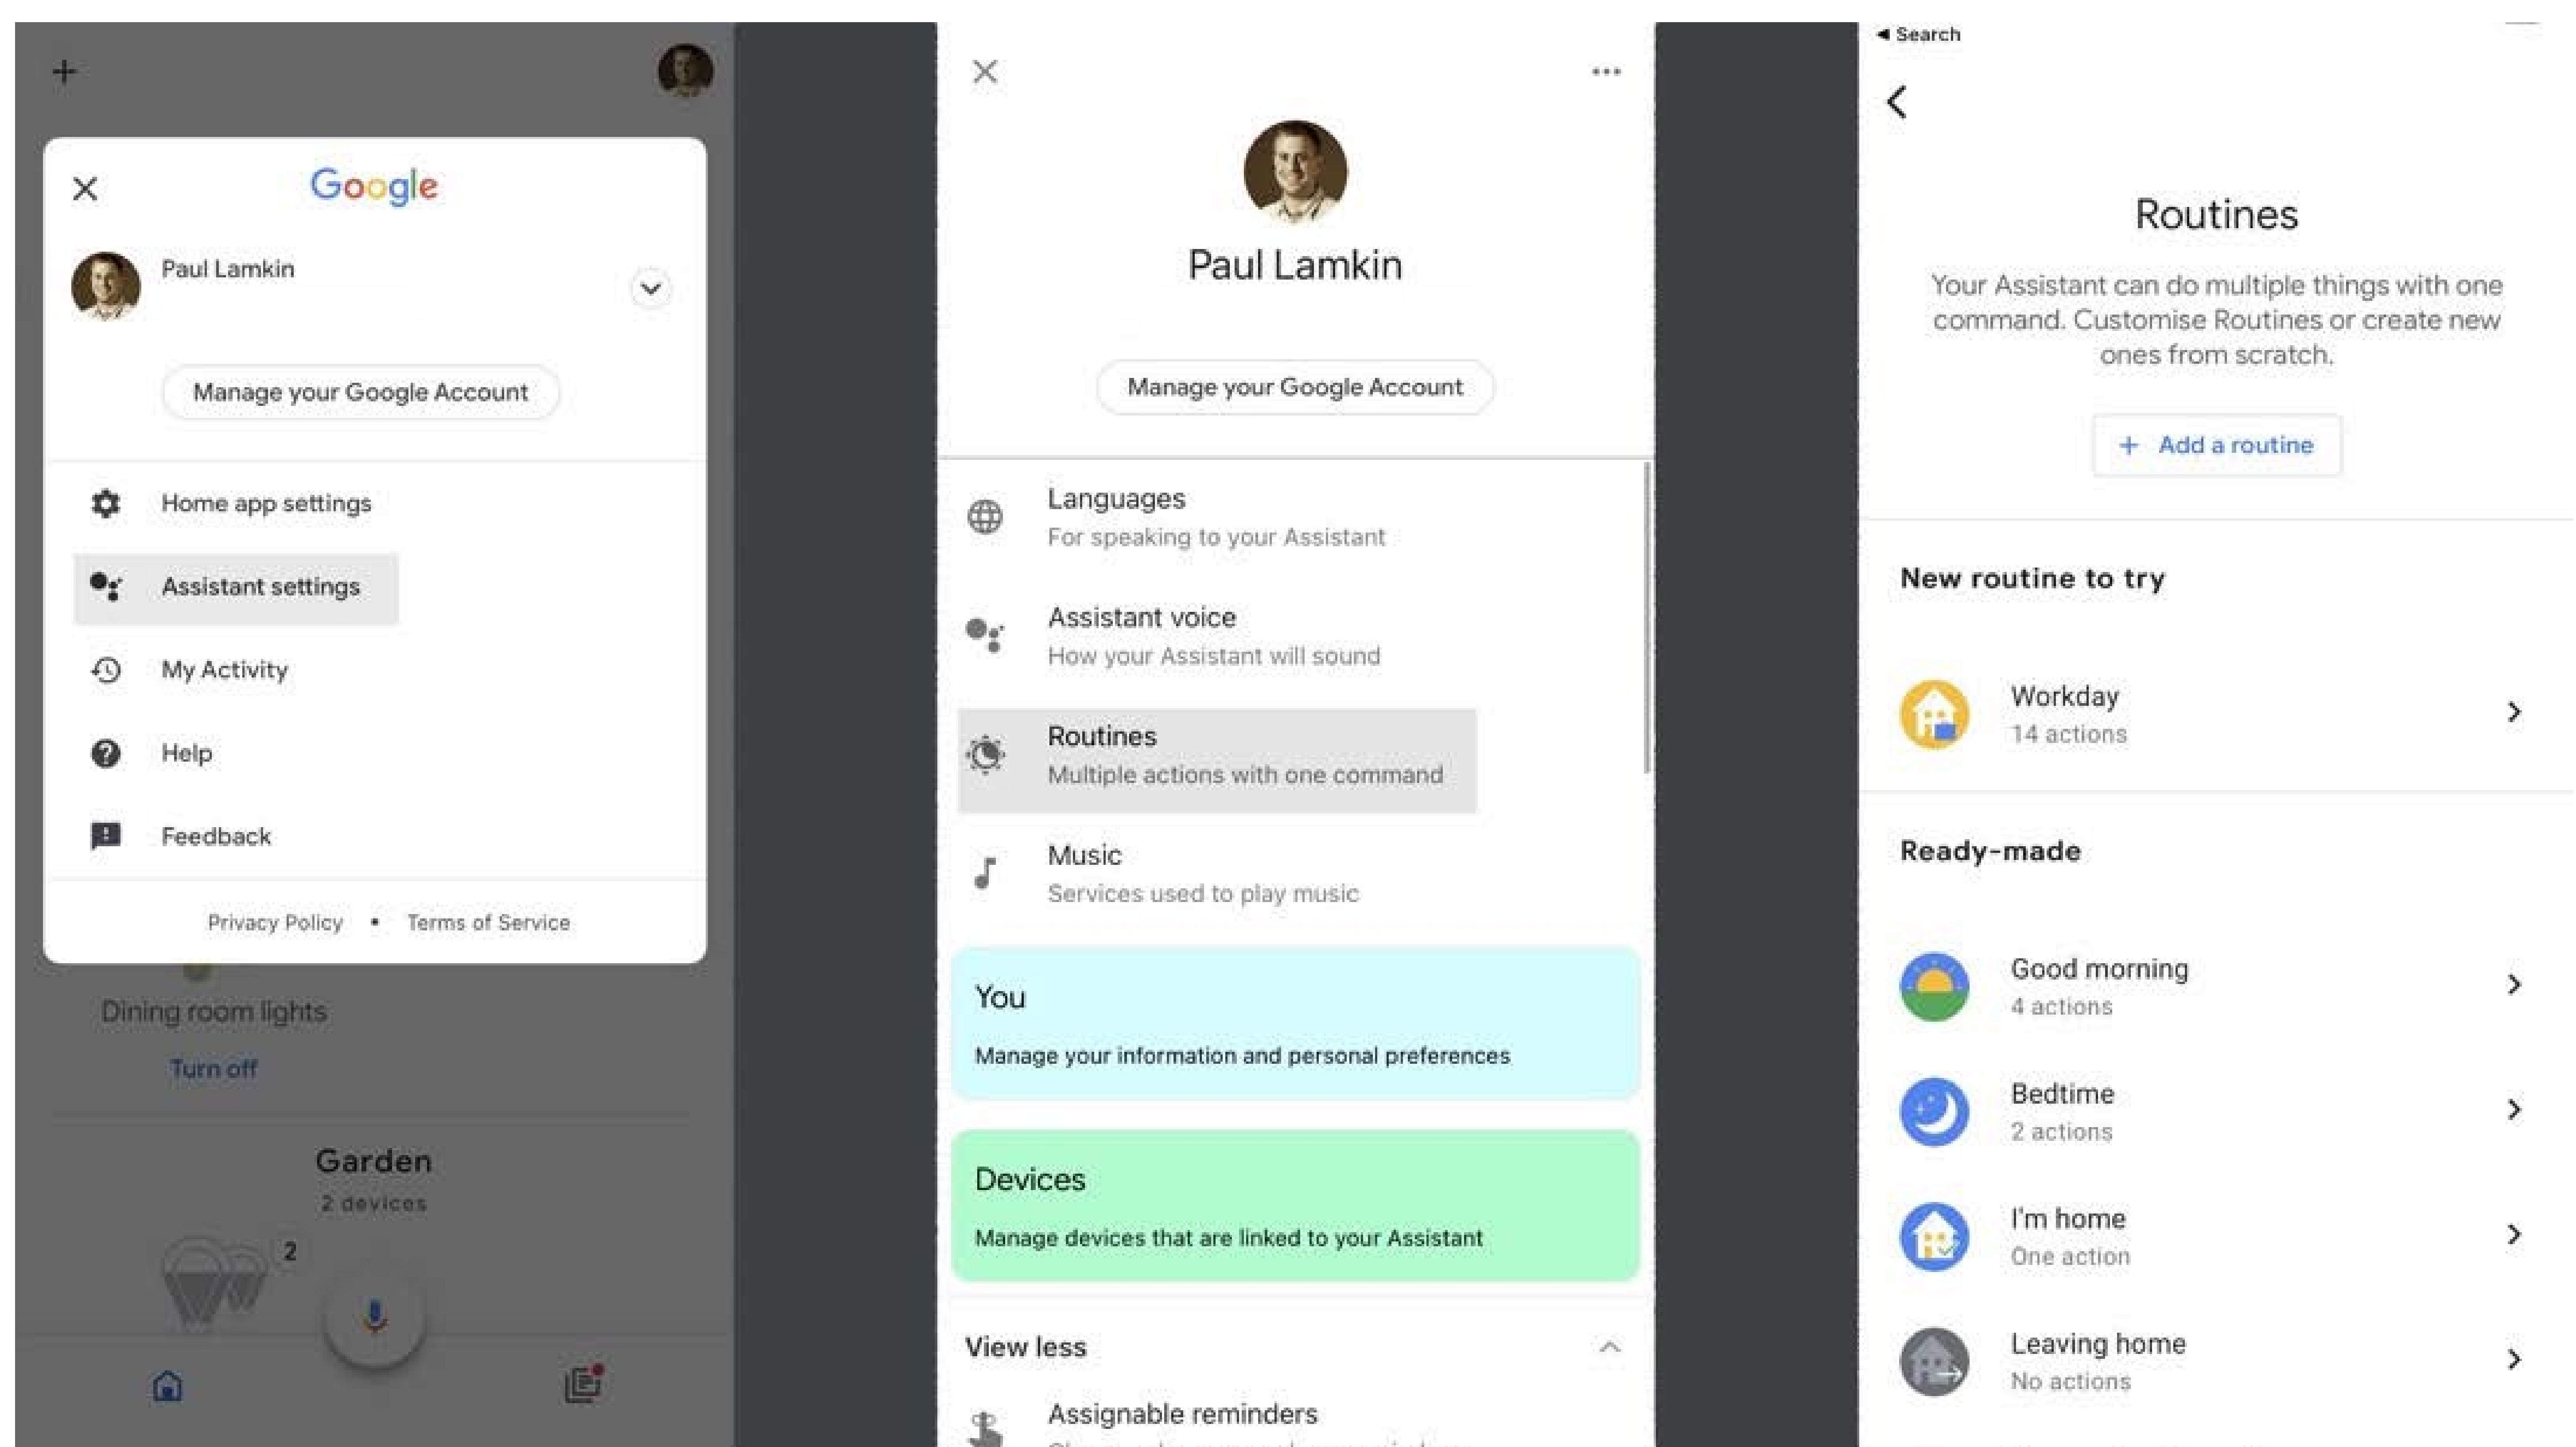 Google
Paul Lamkin
Manage your Google Account
Home app settings
Assistant settings
My Activity
Help
Feedback
Privacy Policy • Terms of Service
Dining room lights
Turn off
Garden
2 devices
2
Paul Lamkin
Manage your Google Account
Languages
For speaking to your Assistant
Assistant voice
How your Assistant will sound
Routines
Multiple actions with one command
Music
Services used to play music
You
Manage your information and personal preferences
Devices
Manage devices that are linked to your Assistant
View less
Assignable reminders
◀ Search
Routines
Your Assistant can do multiple things with one
command. Customise Routines or create new
ones from scratch.
+ Add a routine
New routine to try
Workday
14 actions
Ready-made
Good morning
4 actions
Bedtime
2 actions
I'm home
One action
Leaving home
No actions